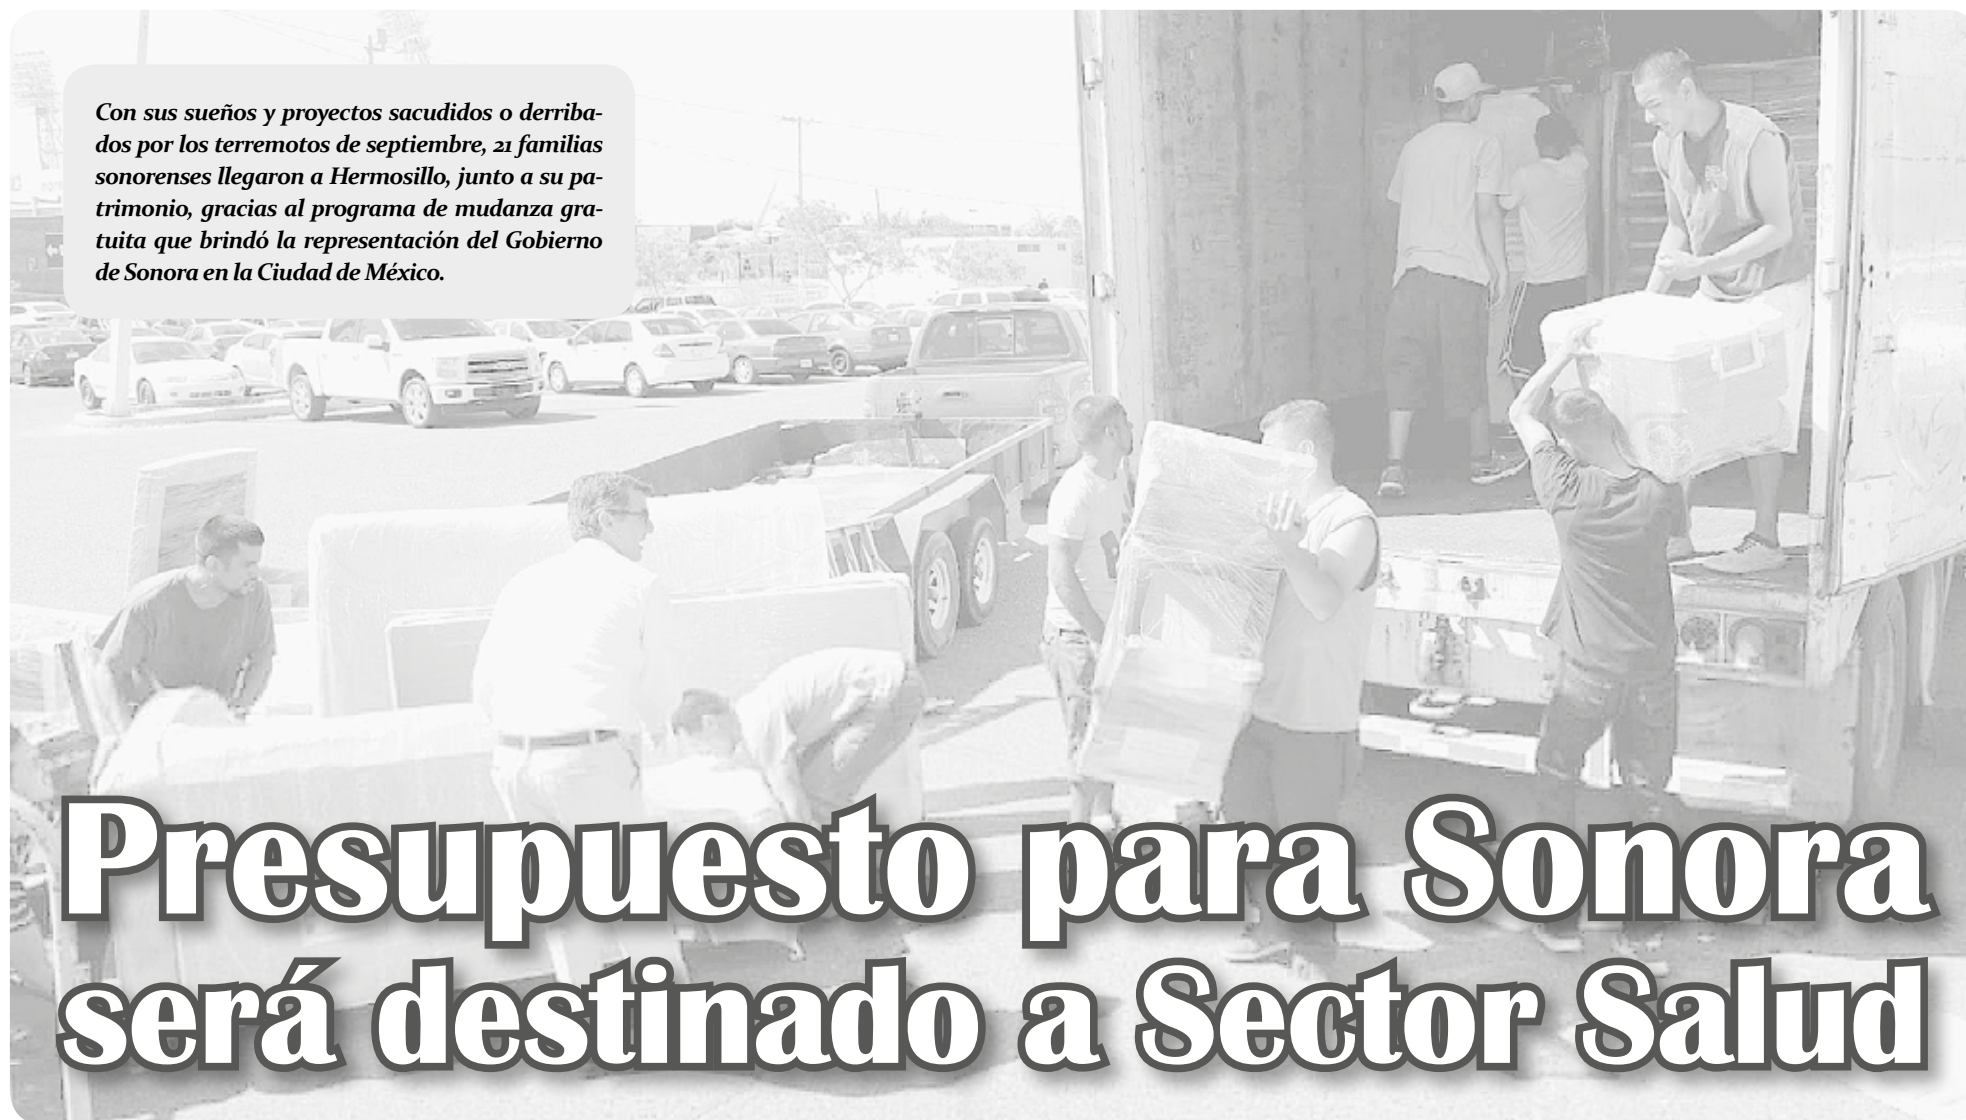 Con sus sueños y proyectos sacudidos o derriba-
dos por los terremotos de septiembre, 21 familias
sonorenses llegaron a Hermosillo, junto a su pa-
trimonio, gracias al programa de mudanza gra-
tuita que brindó la representación del Gobierno
de Sonora en la Ciudad de México.
Presupuesto para Sonora
será destinado a Sector Salud